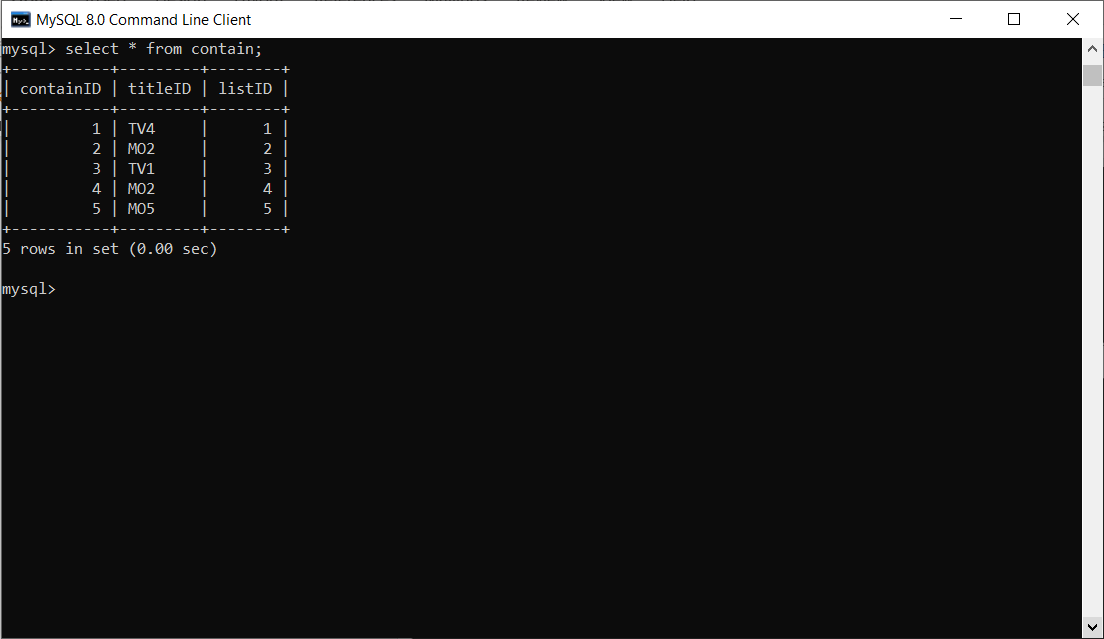 MySQL 8.0 Command Line Client
mysql> select * from contain;
+-----------+---------+--------+
| containID | titleID | listID |
+-----------+---------+--------+
|         1 | TV4     |      1 |
|         2 | MO2     |      2 |
|         3 | TV1     |      3 |
|         4 | MO2     |      4 |
|         5 | MO5     |      5 |
+-----------+---------+--------+
5 rows in set (0.00 sec)
mysql>